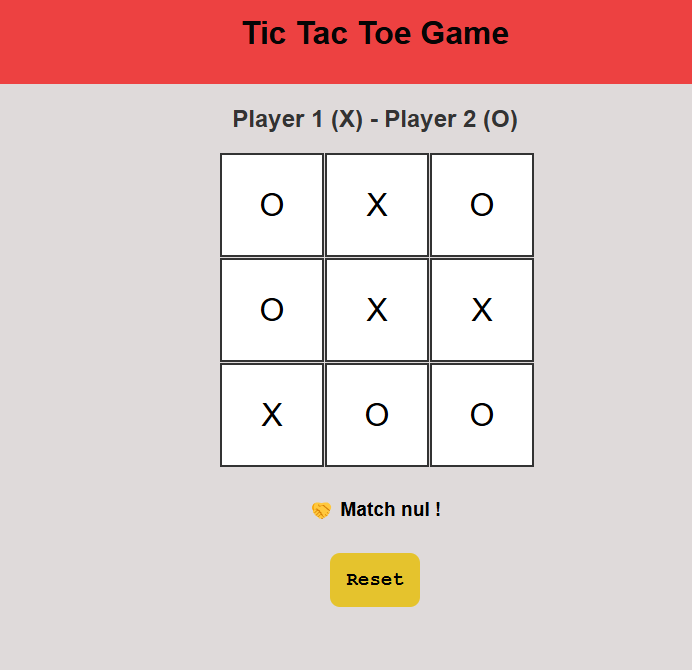 Tic Tac Toe Game
Player 1 (X) - Player 2 (O)
O X O
O X X
X O O
🤝 Match nul !
Reset